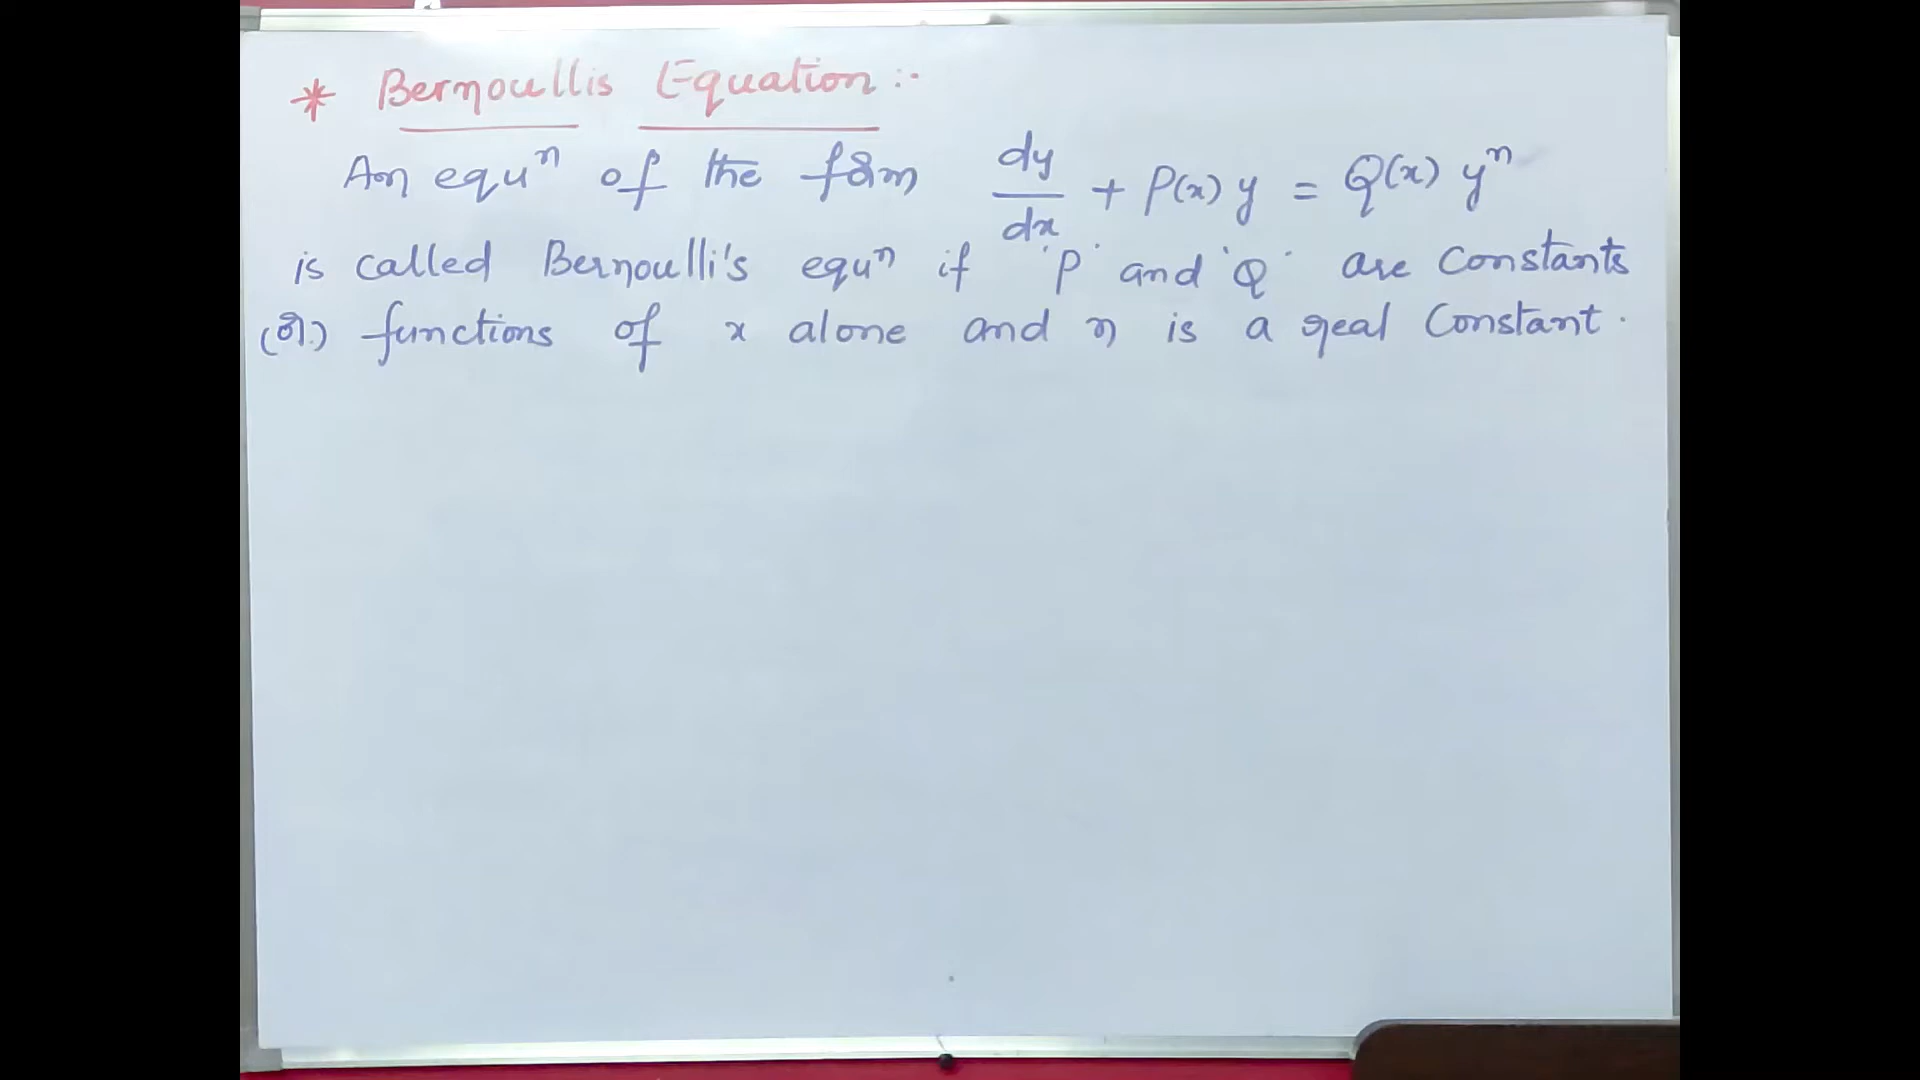 * Bernoullis Equation :-
An equⁿ of the form dy/dx + P(x) y = Q(x) yⁿ
is called Bernoulli's equⁿ if 'P' and 'Q' are Constants
(or) functions of x alone and n is a real Constant.